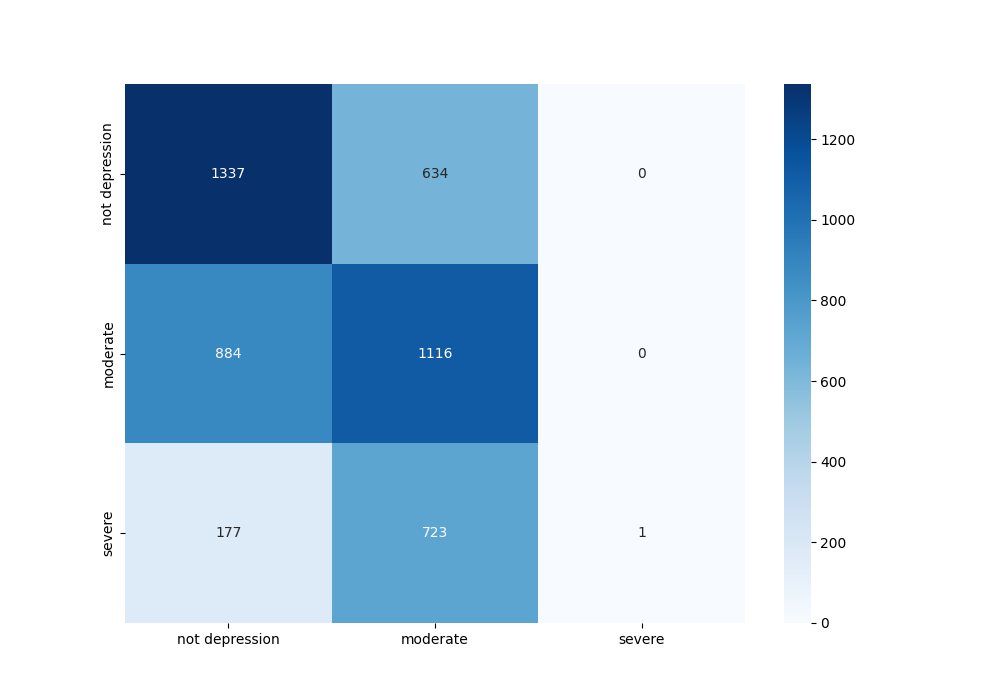 not depression
1337 634 0
moderate
884 1116 0
severe
177 723 1
not depression moderate severe
1200
1000
800
600
400
200
0